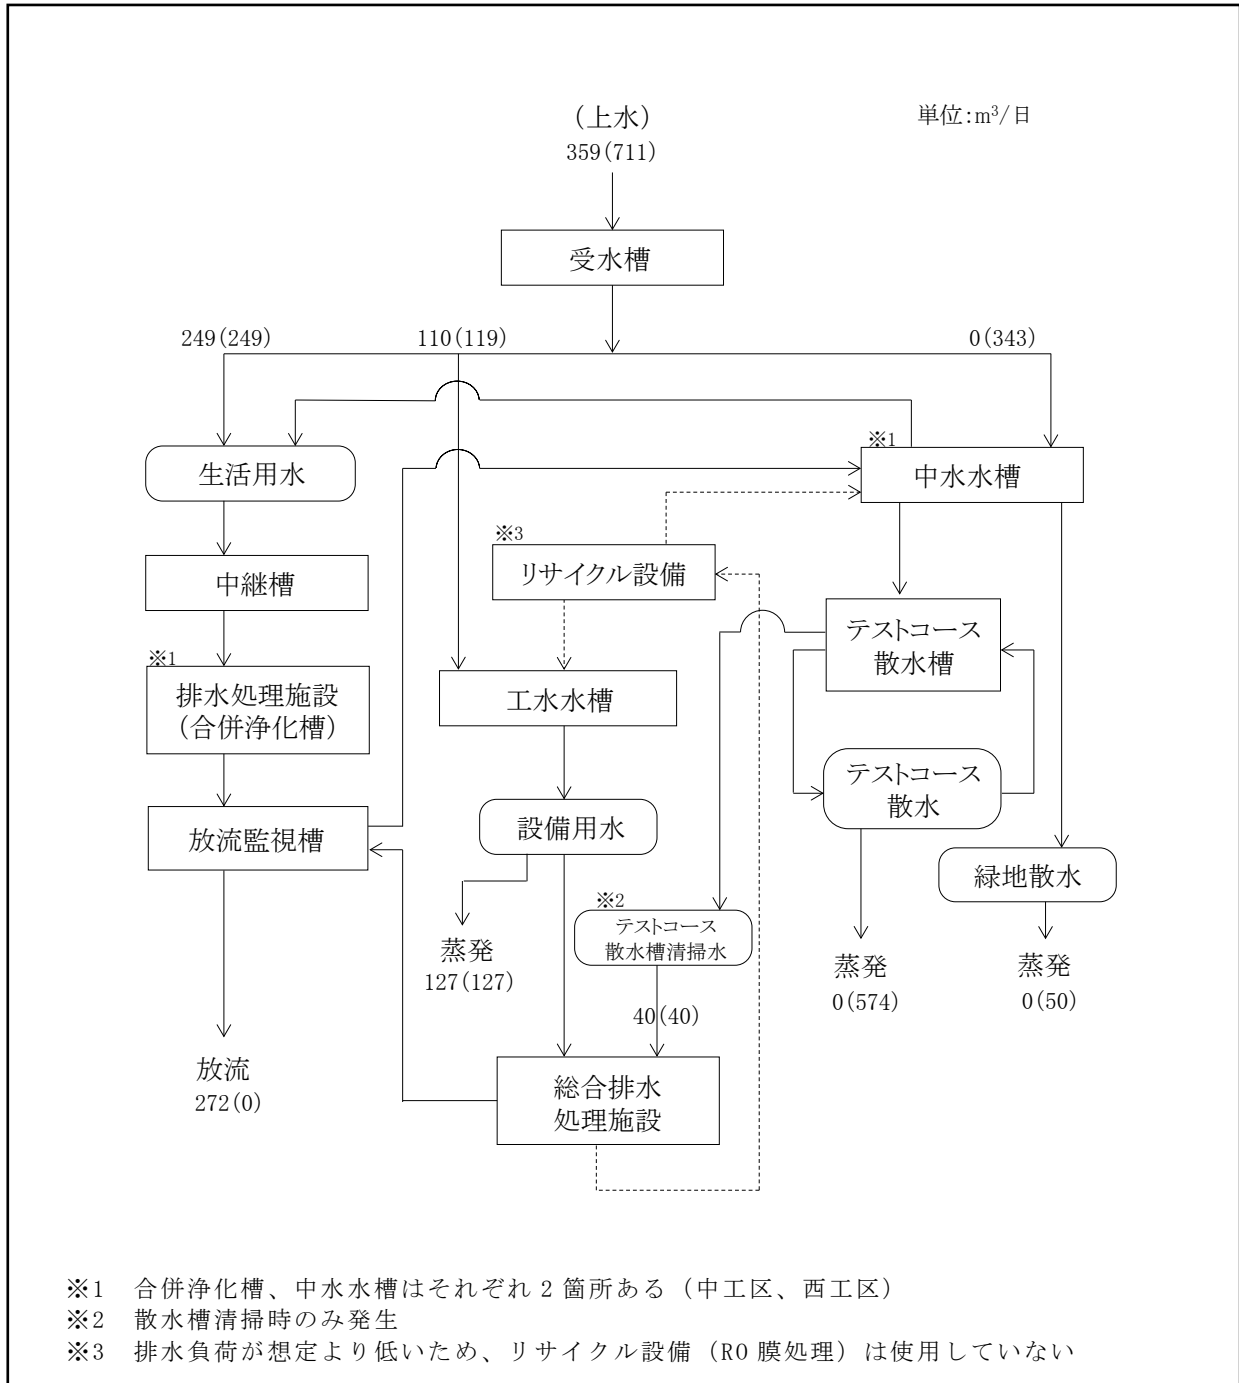 (上水)
単位:m³/日
359(711)
受水槽
249(249)
110(119)
0(343)
※1
生活用水
中水水槽
※3
中継槽
リサイクル設備
テストコース
散水槽
※1
排水処理施設
(合併浄化槽)
工水水槽
テストコース
散水
放流監視槽
設備用水
緑地散水
※2
テストコース
散水槽清掃水
蒸発
127(127)
蒸発
0(574)
蒸発
0(50)
40(40)
放流
272(0)
総合排水
処理施設
※1 合併浄化槽、中水水槽はそれぞれ 2 箇所ある(中工区、西工区)
※2 散水槽清掃時のみ発生
※3 排水負荷が想定より低いため、リサイクル設備(RO 膜処理)は使用していない